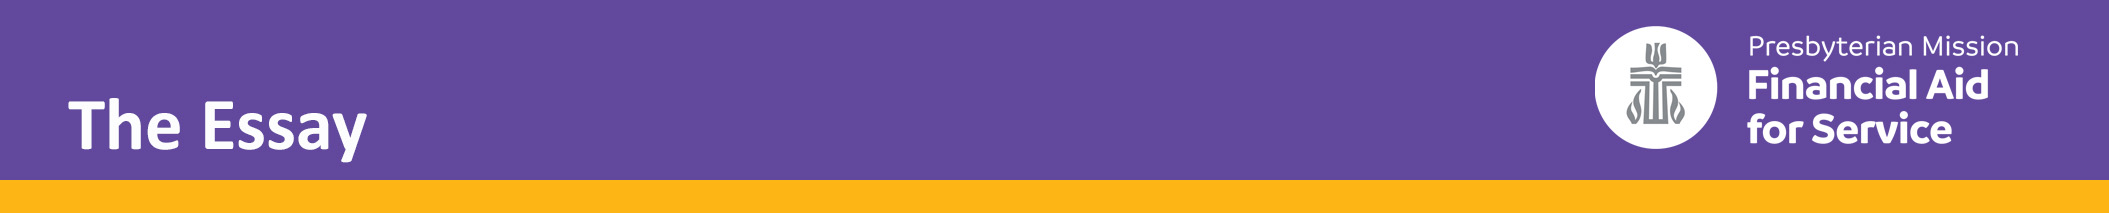 The Essay
Presbyterian Mission
Financial Aid
for Service